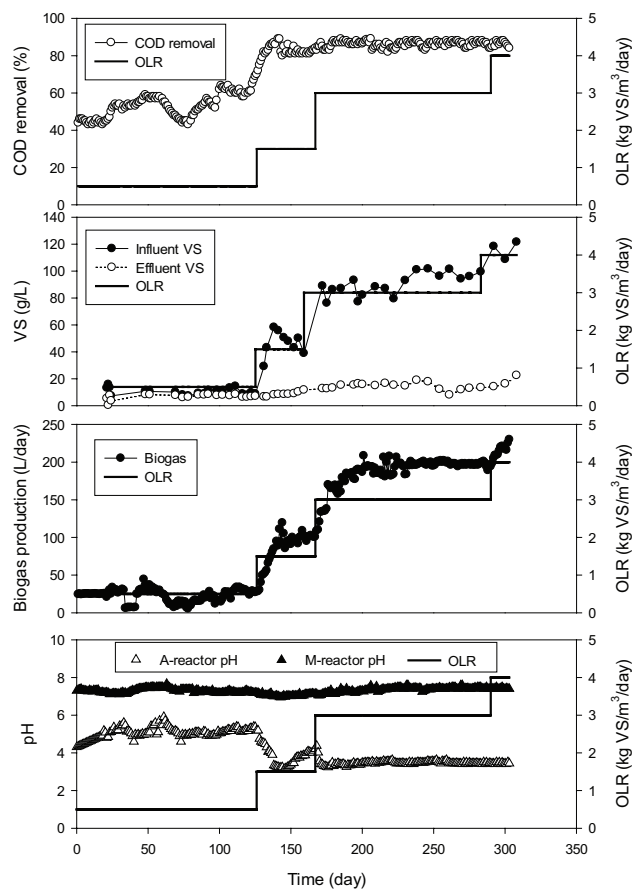 100 5
80 4
60 3
40 2
20 1
0 0
COD removal (%)
OLR (kg VS/m³/day)
COD removal
OLR
140 5
120
100 4
80 3
60 2
40
20 1
0 0
VS (g/L)
OLR (kg VS/m³/day)
Influent VS
Effluent VS
OLR
250 5
200 4
150 3
100 2
50 1
0 0
Biogas production (L/day)
OLR (kg VS/m³/day)
Biogas
OLR
10 5
8 4
6 3
4 2
2 1
0 0
pH
OLR (kg VS/m³/day)
A-reactor pH M-reactor pH OLR
0 50 100 150 200 250 300 350
Time (day)